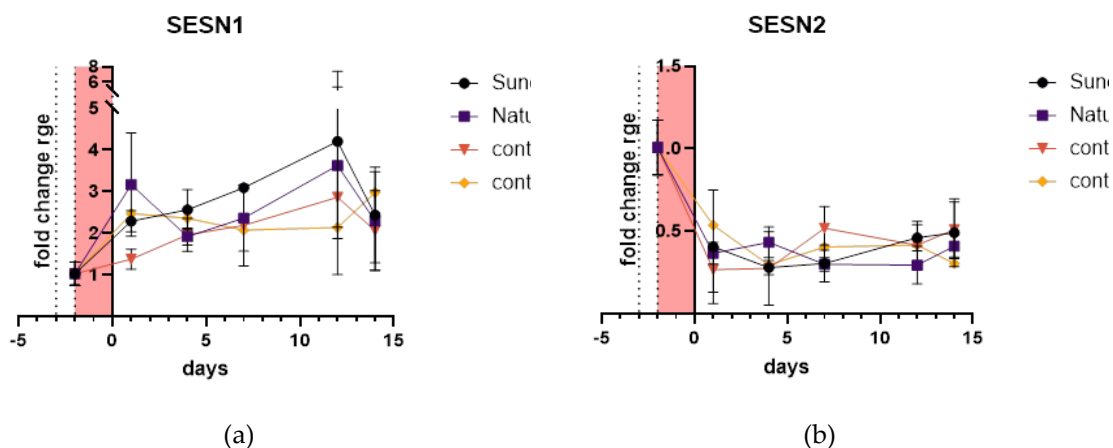 SESN1
fold change rge
8
6
5
4
3
2
1
-5 0 5 10 15
days
Sun
Natu
cont
cont
(a)
SESN2
fold change rge
1.5
1.0
0.5
-5 0 5 10 15
days
Sun
Natu
cont
cont
(b)